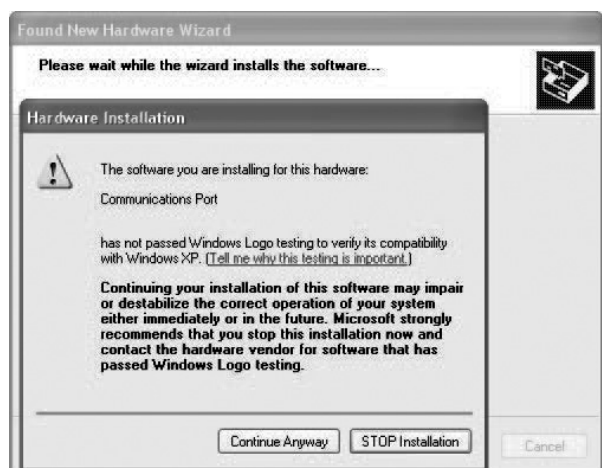 Found New Hardware Wizard
Please wait while the wizard installs the software...
Hardware Installation
The software you are installing for this hardware:
Communications Port
has not passed Windows Logo testing to verify its compatibility
with Windows XP. (Tell me why this testing is important.)
Continuing your installation of this software may impair
or destabilize the correct operation of your system
either immediately or in the future. Microsoft strongly
recommends that you stop this installation now and
contact the hardware vendor for software that has
passed Windows Logo testing.
Continue Anyway
STOP Installation
Cancel